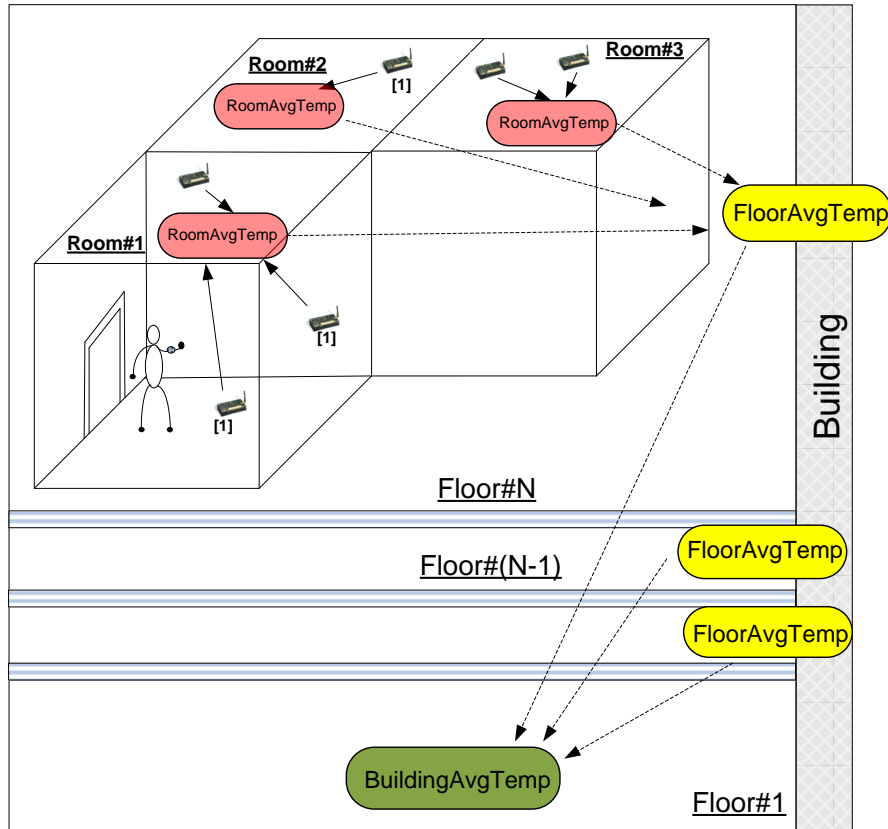 Room#2
[1]
Room#3
RoomAvgTemp
RoomAvgTemp
Room#1
RoomAvgTemp
FloorAvgTemp
[1]
[1]
Building
Floor#N
FloorAvgTemp
Floor#(N-1)
FloorAvgTemp
BuildingAvgTemp
Floor#1